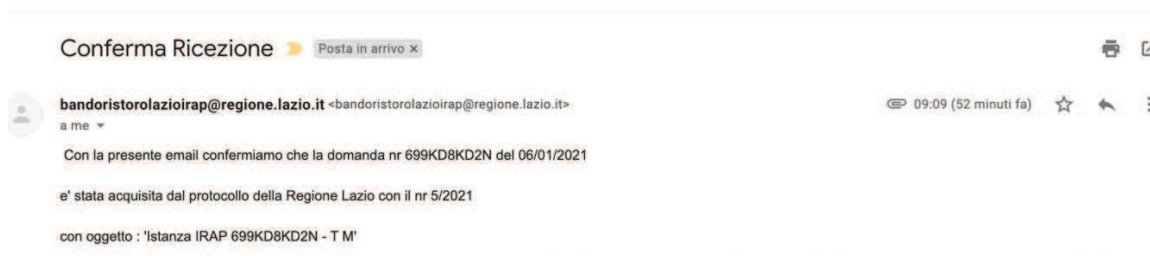 Conferma Ricezione Posta in arrivo x
bandoristorolazioirap@regione.lazio.it <bandoristorolazioirap@regione.lazio.it> 09:09 (52 minuti fa)
a me
Con la presente email confermiamo che la domanda nr 699KD8KD2N del 06/01/2021
e' stata acquisita dal protocollo della Regione Lazio con il nr 5/2021
con oggetto : 'Istanza IRAP 699KD8KD2N - T M'